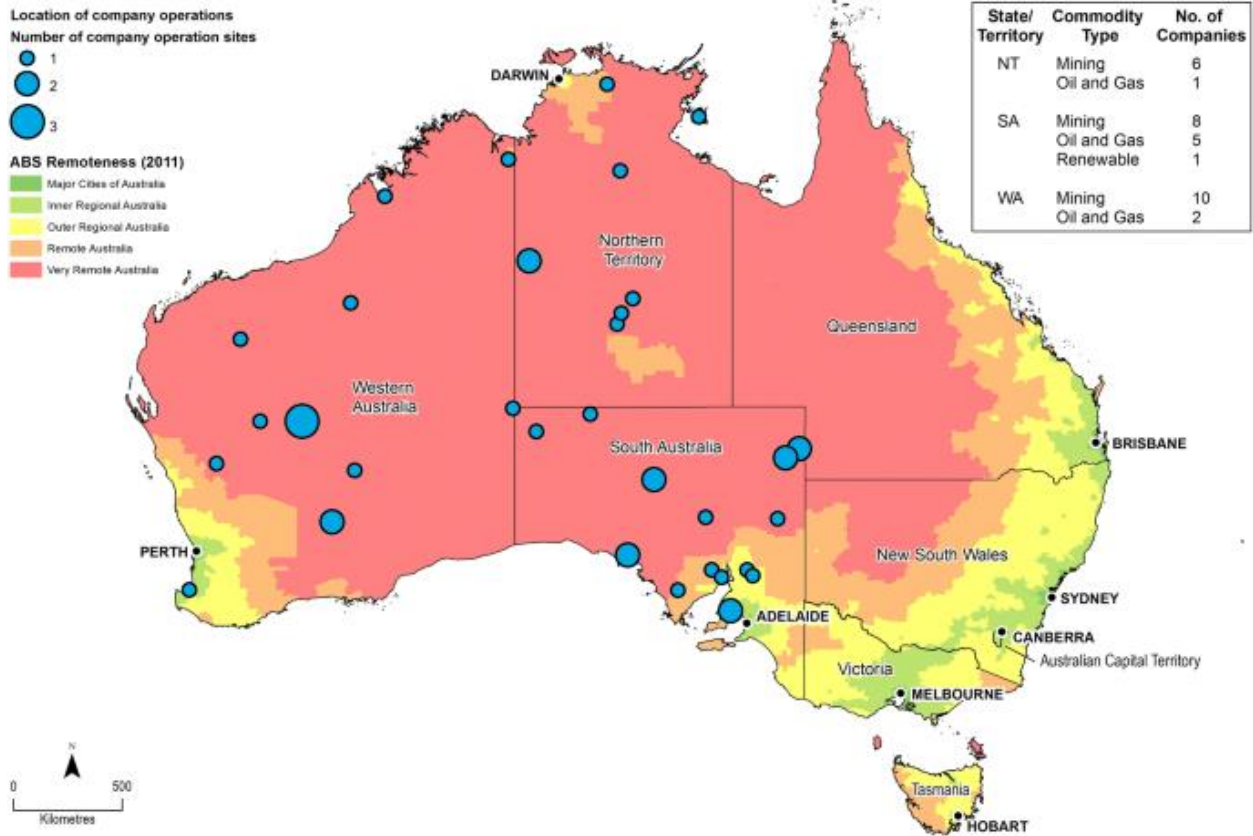 Location of company operations
Number of company operation sites
1
2
3
ABS Remoteness (2011)
Major Cities of Australia
Inner Regional Australia
Outer Regional Australia
Remote Australia
Very Remote Australia
State/ Commodity No. of
Territory Type Companies
NT Mining 6
Oil and Gas 1
SA Mining 8
Oil and Gas 5
Renewable 1
WA Mining 10
Oil and Gas 2
DARWIN
Northern
Territory
Queensland
Western
Australia
South Australia
BRISBANE
PERTH
New South Wales
SYDNEY
ADELAIDE
CANBERRA
Australian Capital Territory
Victoria
MELBOURNE
Tasmania
HOBART
N
0 500
Kilometres